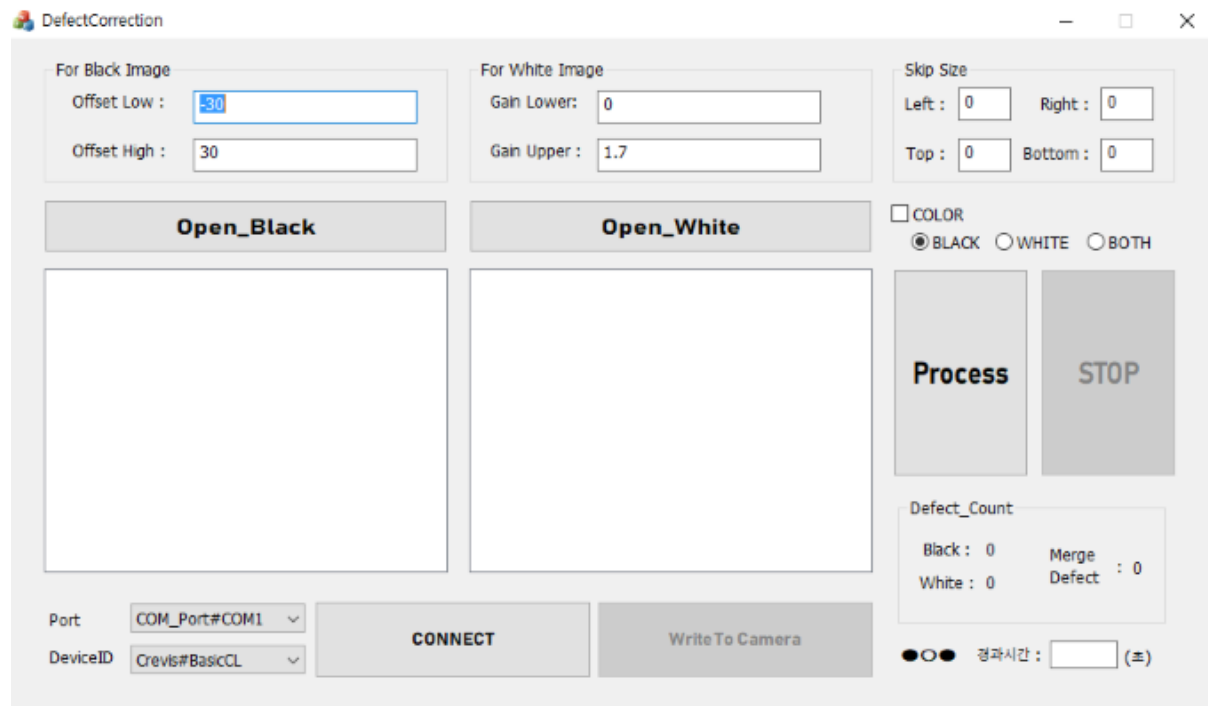 DefectCorrection
For Black Image
Offset Low :
-30
Offset High :
30
For White Image
Gain Lower:
0
Gain Upper :
1.7
Skip Size
Left : 0 Right : 0
Top : 0 Bottom : 0
Open_Black
Open_White
COLOR
BLACK WHITE BOTH
Process
STOP
Defect_Count
Black : 0
White : 0
Merge
Defect : 0
Port COM_Port#COM1
DeviceID Crevis#BasicCL
CONNECT
WriteToCamera
경과시간 : (초)